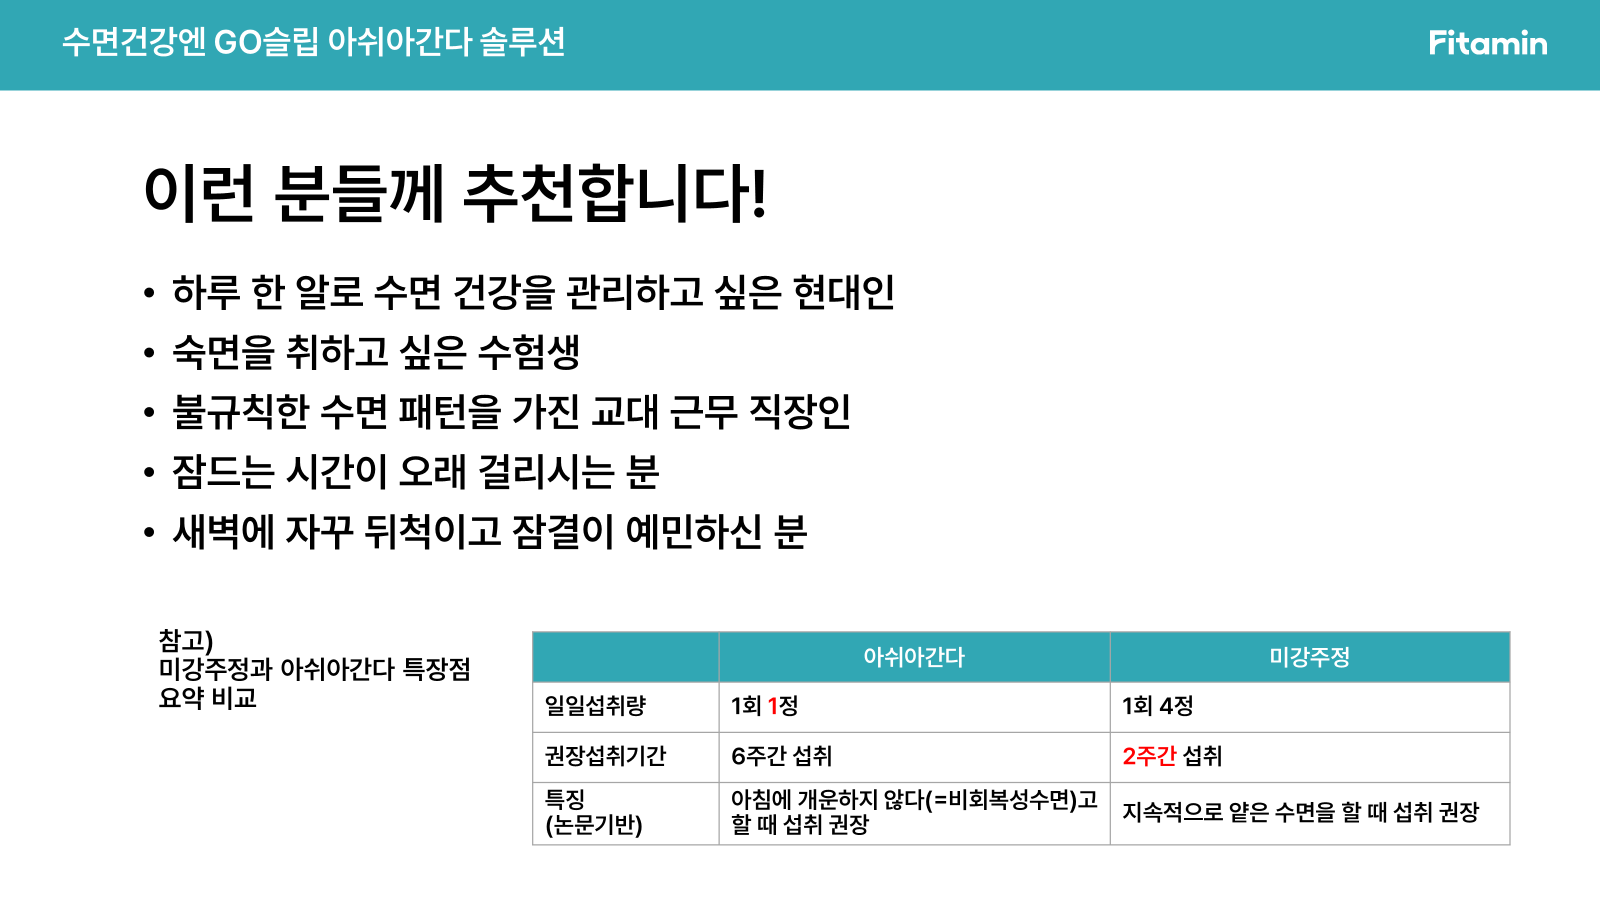 수면건강엔 GO슬립 아쉬아간다 솔루션
Fitamin
이런 분들께 추천합니다!
• 하루 한 알로 수면 건강을 관리하고 싶은 현대인
• 숙면을 취하고 싶은 수험생
• 불규칙한 수면 패턴을 가진 교대 근무 직장인
• 잠드는 시간이 오래 걸리시는 분
• 새벽에 자꾸 뒤척이고 잠결이 예민하신 분
참고)
미강주정과 아쉬아간다 특장점
요약 비교
아쉬아간다 미강주정
일일섭취량 1회 1정 1회 4정
권장섭취기간 6주간 섭취 2주간 섭취
특징
(논문기반)
아침에 개운하지 않다(=비회복성수면)고
할 때 섭취 권장
지속적으로 얕은 수면을 할 때 섭취 권장